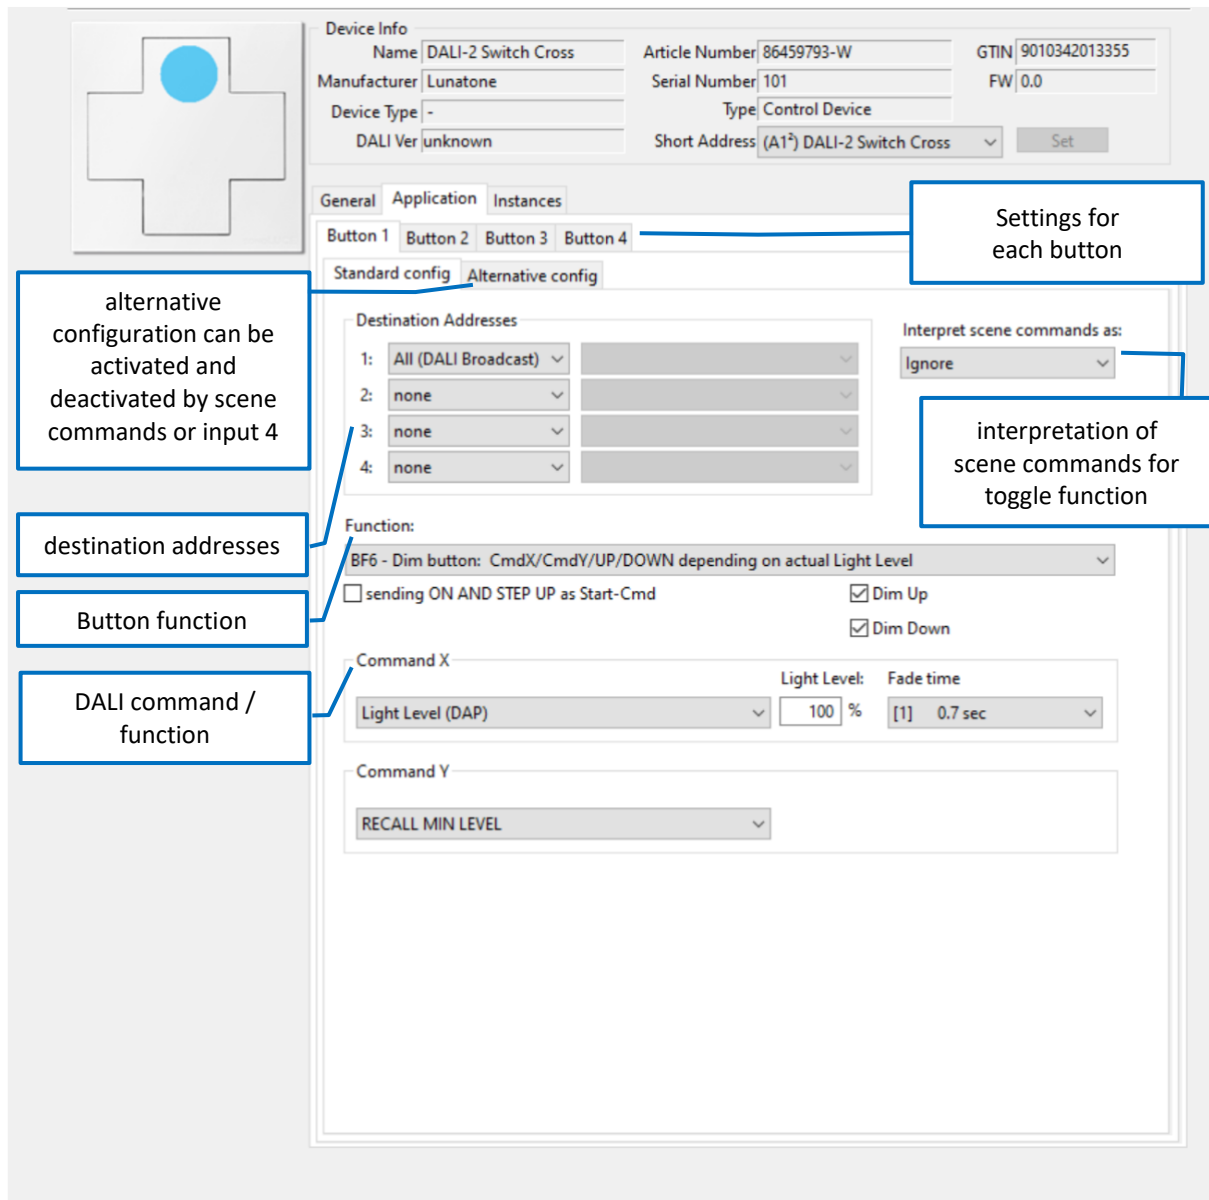 Device Info
Name DALI-2 Switch Cross Article Number 86459793-W GTIN 9010342013355
Manufacturer Lunatone Serial Number 101 FW 0.0
Device Type - Type Control Device
DALI Ver unknown Short Address (A1²) DALI-2 Switch Cross Set
General Application Instances
Button 1 Button 2 Button 3 Button 4
Settings for
each button
Standard config Alternative config
alternative
configuration can be
activated and
deactivated by scene
commands or input 4
Destination Addresses
1: All (DALI Broadcast)
2: none
3: none
4: none
Interpret scene commands as:
Ignore
interpretation of
scene commands for
toggle function
destination addresses
Function:
BF6 - Dim button: CmdX/CmdY/UP/DOWN depending on actual Light Level
sending ON AND STEP UP as Start-Cmd Dim Up
Dim Down
Button function
Command X
Light Level: Fade time
Light Level (DAP) 100 % [1] 0.7 sec
DALI command /
function
Command Y
RECALL MIN LEVEL